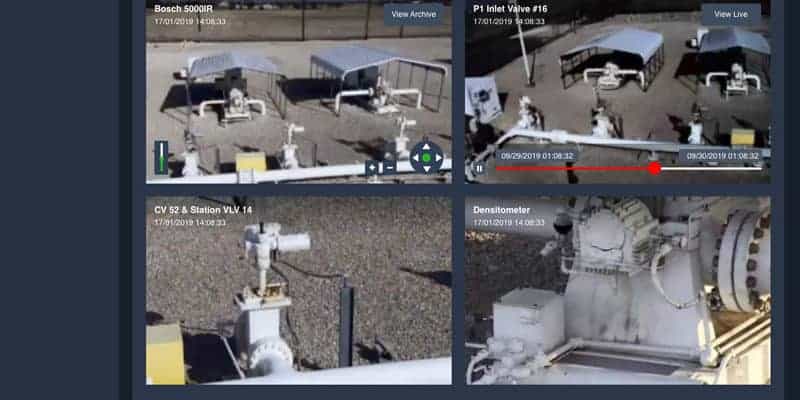 Bosch 5000IR
17/01/2019 14:08:33
View Archive
P1 Inlet Valve #16
17/01/2019 14:08:33
View Live
09/29/2019 01:08:32
09/30/2019 01:08:32
CV 52 & Station VLV 14
17/01/2019 14:08:33
Densitometer
17/01/2019 14:08:33